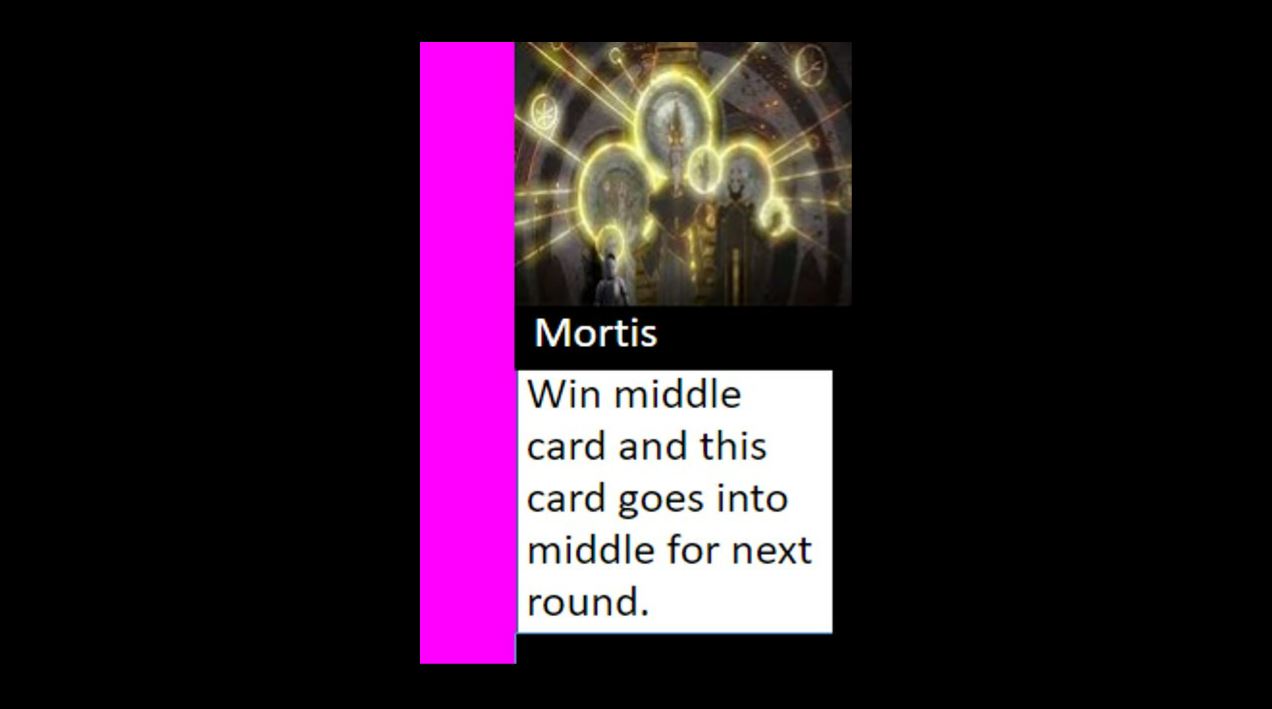 Mortis
Win middle
card and this
card goes into
middle for next
round.